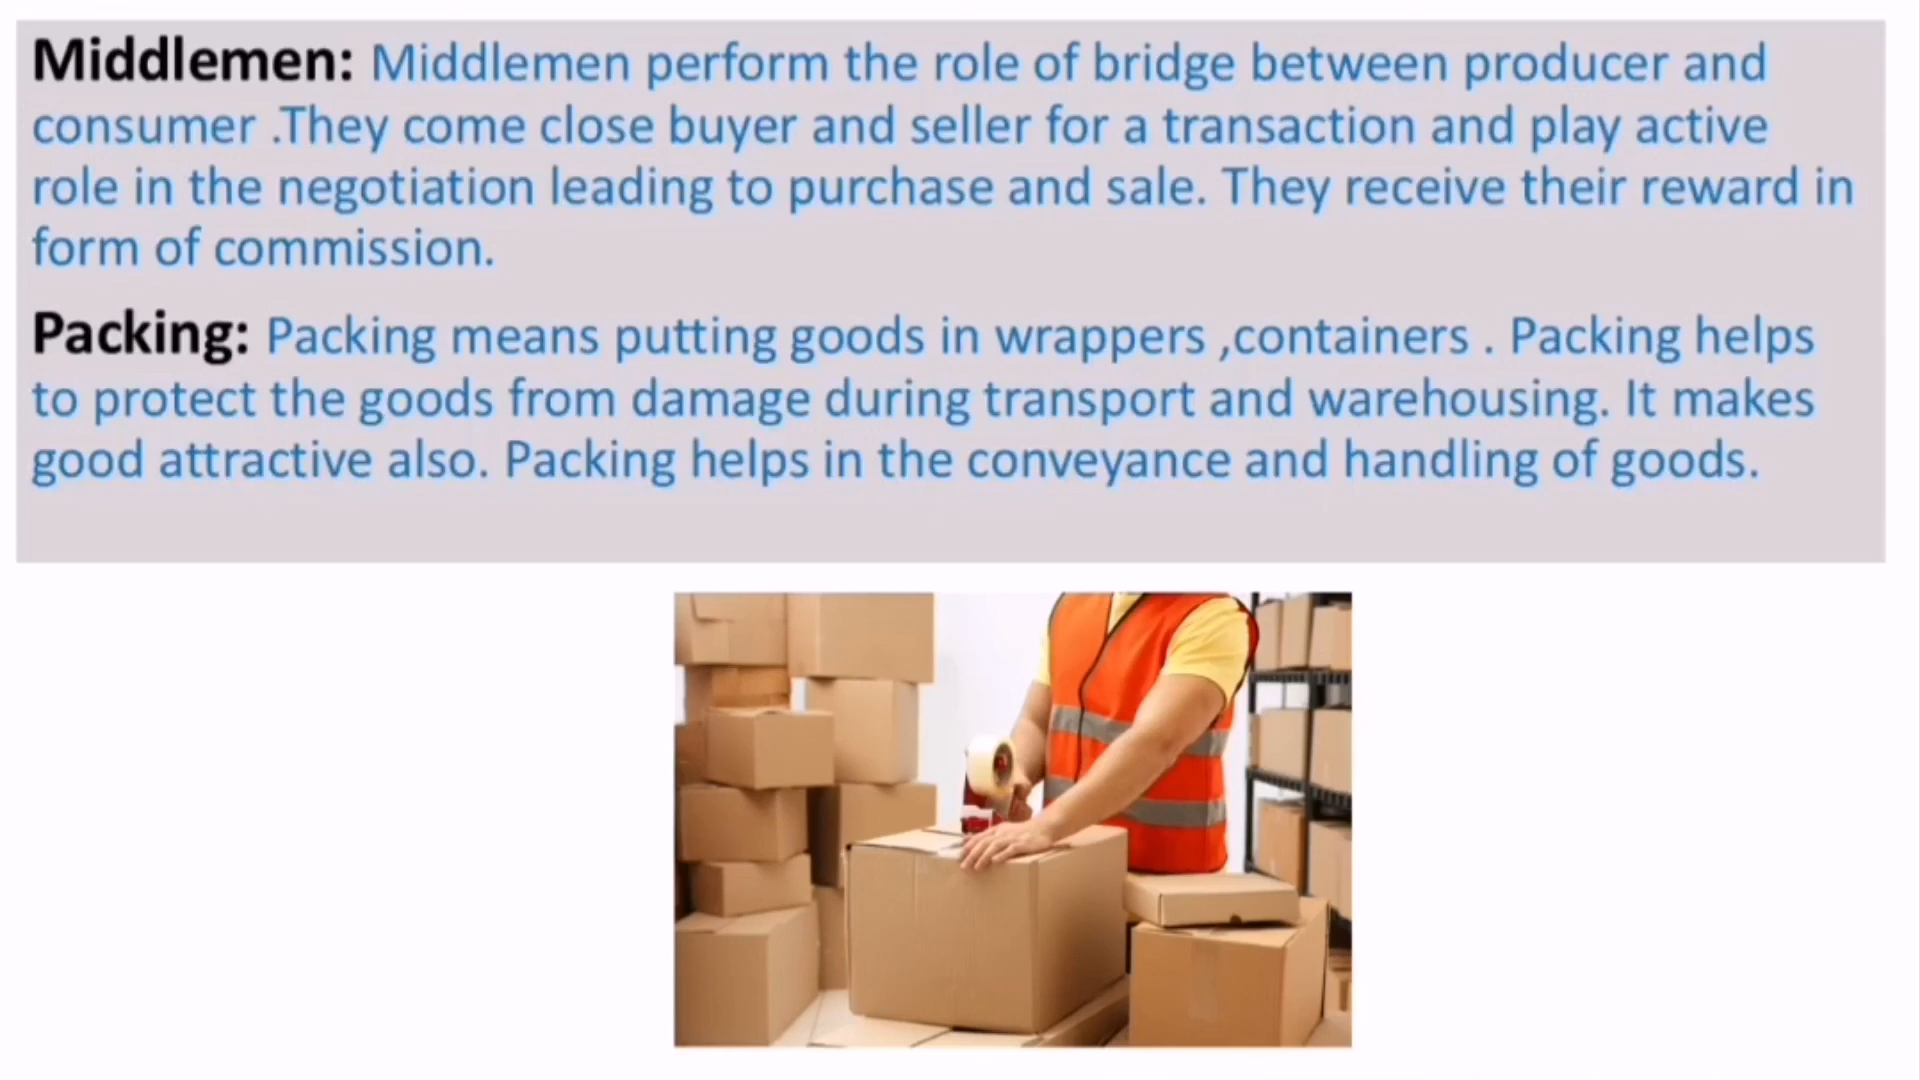 Middlemen: Middlemen perform the role of bridge between producer and
consumer .They come close buyer and seller for a transaction and play active
role in the negotiation leading to purchase and sale. They receive their reward in
form of commission.
Packing: Packing means putting goods in wrappers ,containers . Packing helps
to protect the goods from damage during transport and warehousing. It makes
good attractive also. Packing helps in the conveyance and handling of goods.